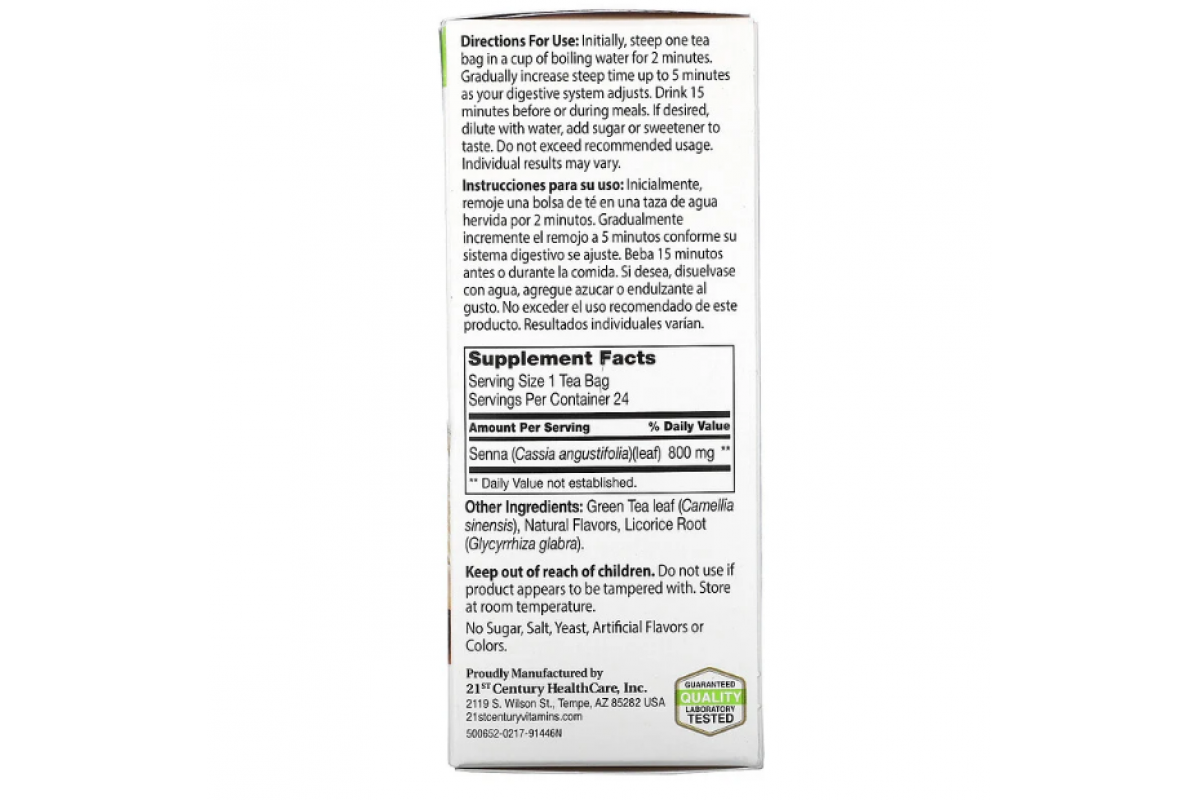 Directions For Use: Initially, steep one tea
bag in a cup of boiling water for 2 minutes.
Gradually increase steep time up to 5 minutes
as your digestive system adjusts. Drink 15
minutes before or during meals. If desired,
dilute with water, add sugar or sweetener to
taste. Do not exceed recommended usage.
Individual results may vary.
Instrucciones para su uso: Inicialmente,
remoje una bolsa de té en una taza de agua
hervida por 2 minutos. Gradualmente
incremente el remojo a 5 minutos conforme su
sistema digestivo se ajuste. Beba 15 minutos
antes o durante la comida. Si desea, disuelvase
con agua, agregue azucar o endulzante al
gusto. No exceder el uso recomendado de este
producto. Resultados individuales varían.
Supplement Facts
Serving Size 1 Tea Bag
Servings Per Container 24
Amount Per Serving % Daily Value
Senna (Cassia angustifolia)(leaf) 800 mg **
** Daily Value not established.
Other Ingredients: Green Tea leaf (Camellia
sinensis), Natural Flavors, Licorice Root
(Glycyrrhiza glabra).
Keep out of reach of children. Do not use if
product appears to be tampered with. Store
at room temperature.
No Sugar, Salt, Yeast, Artificial Flavors or
Colors.
Proudly Manufactured by
21ST Century HealthCare, Inc.
2119 S. Wilson St., Tempe, AZ 85282 USA
21stcenturyvitamins.com
500652-0217-91446N
GUARANTEED
QUALITY
LABORATORY
TESTED